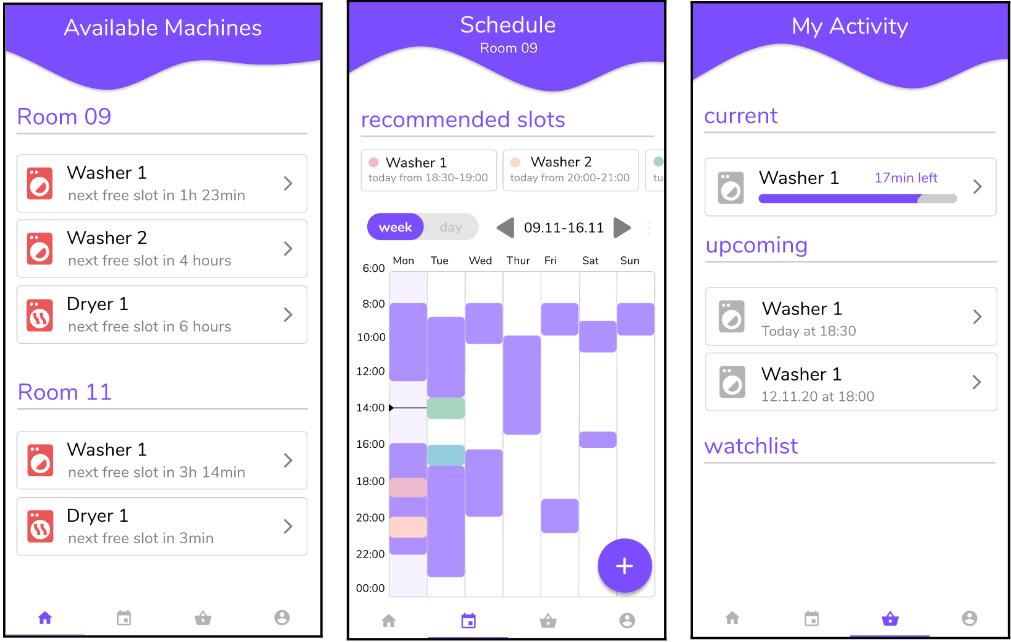 Available Machines
Room 09
Washer 1
next free slot in 1h 23min
Washer 2
next free slot in 4 hours
Dryer 1
next free slot in 6 hours
Room 11
Washer 1
next free slot in 3h 14min
Dryer 1
next free slot in 3min
Schedule
Room 09
recommended slots
Washer 1
today from 18:30-19:00
Washer 2
today from 20:00-21:00
tu
week
day
09.11-16.11
Mon Tue Wed Thur Fri Sat Sun
6:00
8:00
10:00
12:00
14:00
16:00
18:00
20:00
22:00
00:00
+
My Activity
current
Washer 1 17min left
upcoming
Washer 1
Today at 18:30
Washer 1
12.11.20 at 18:00
watchlist